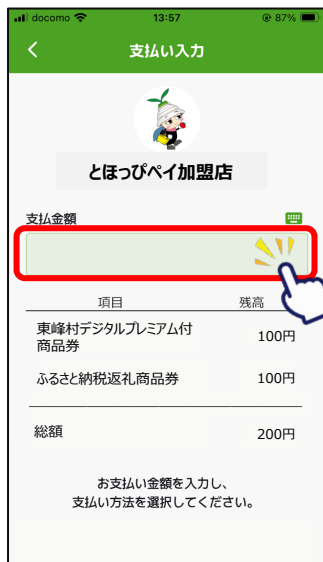 docomo 13:57 87%
支払い入力
とほっぴペイ加盟店
支払金額
項目 残高
東峰村デジタルプレミアム付
商品券 100円
ふるさと納税返礼商品券 100円
総額 200円
お支払い金額を入力し、
支払い方法を選択してください。